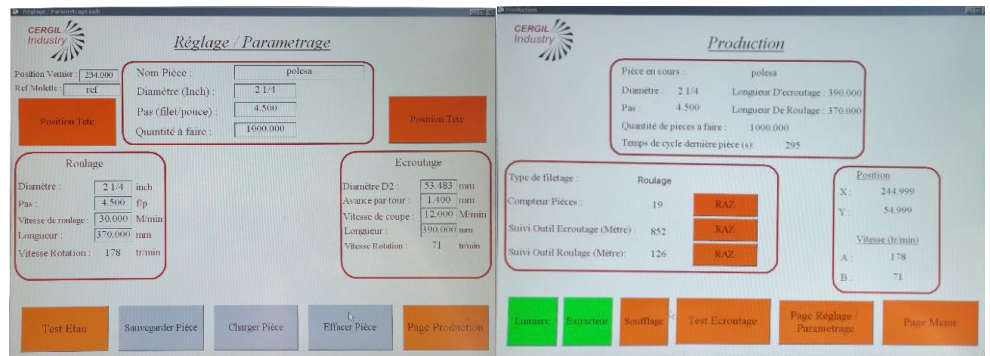 Réglage / Parametrage inch
CERGIL
Industry
Réglage / Parametrage
Position Vernier : 234.000
Ref Molette : ref
Nom Pièce : polesa
Diamètre (Inch) : 2 1/4
Pas (filet/pouce) : 4.500
Quantité à faire : 1000.000
Position Tete
Position Tete
Roulage
Diamètre : 2 1/4 inch
Pas : 4.500 f/p
Vitesse de roulage : 30.000 M/min
Longueur : 370.000 mm
Vitesse Rotation : 178 tr/min
Ecroutage
Diamètre D2 : 53.483 mm
Avance par tour : 1.400 mm
Vitesse de coupe : 12.000 M/min
Longueur : 390.000 mm
Vitesse Rotation : 71 tr/min
Test Etau
Sauvegarder Pièce
Charger Pièce
Effacer Pièce
Page Production
Production
CERGIL
Industry
Production
Pièce en cours : polesa
Diamètre : 2 1/4 Longueur D'ecroutage : 390.000
Pas : 4.500 Longueur De Roulage : 370.000
Quantité de pieces a faire : 1000.000
Temps de cycle dernière pièce (s): 295
Type de filetage : Roulage
Compteur Pièces : 19 RAZ
Suivi Outil Ecroutage (Métre) : 852 RAZ
Suivi Outil Roulage (Métre): 126 RAZ
Position
X : 244.999
Y : 54.999
Vitesse (tr/min)
A : 178
B : 71
Lumiere
Extracteur
Soufflage
Test Ecroutage
Page Réglage /
Parametrage
Page Menu